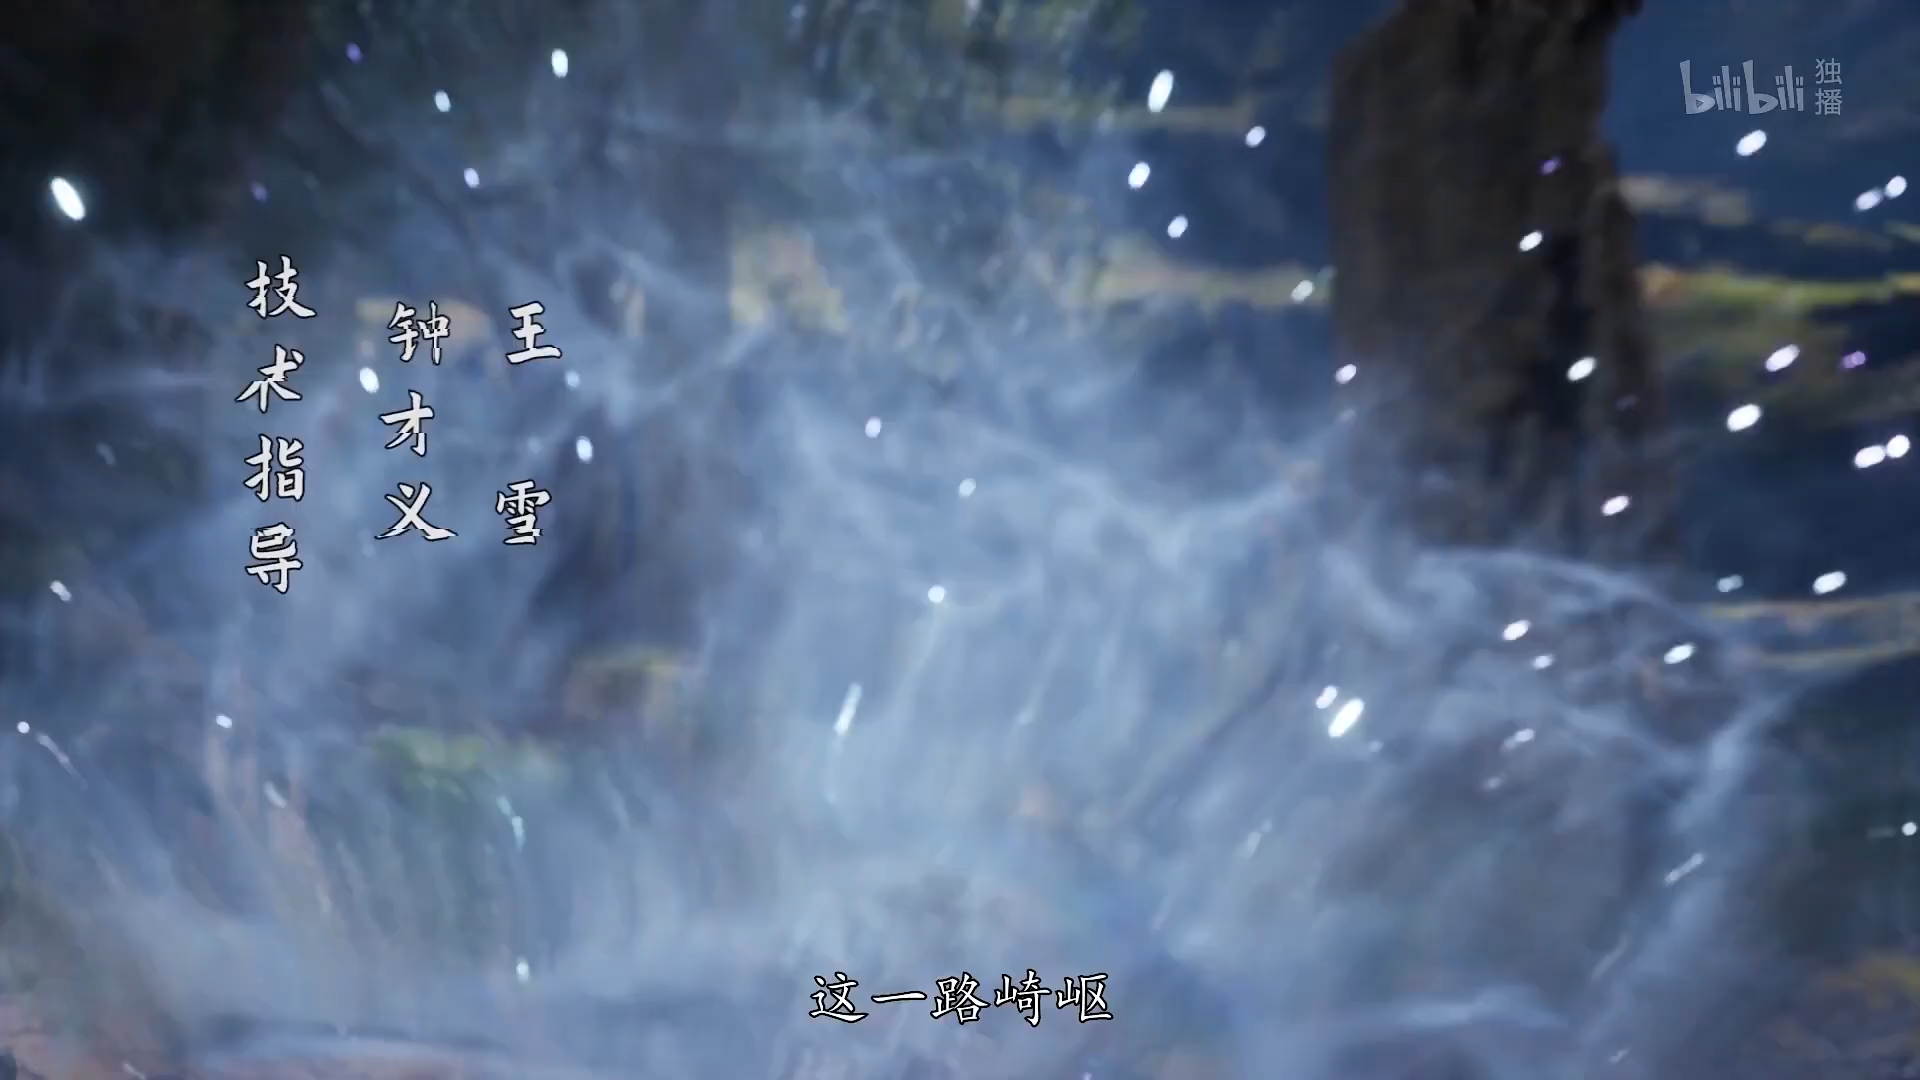 bilibili 独播
技术指导
钟才义
王雪
这一路崎岖